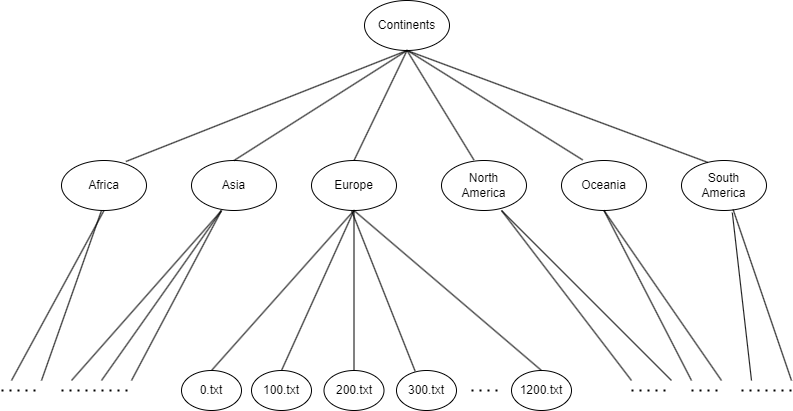 Continents
Africa
Asia
Europe
North
America
Oceania
South
America
0.txt
100.txt
200.txt
300.txt
1200.txt